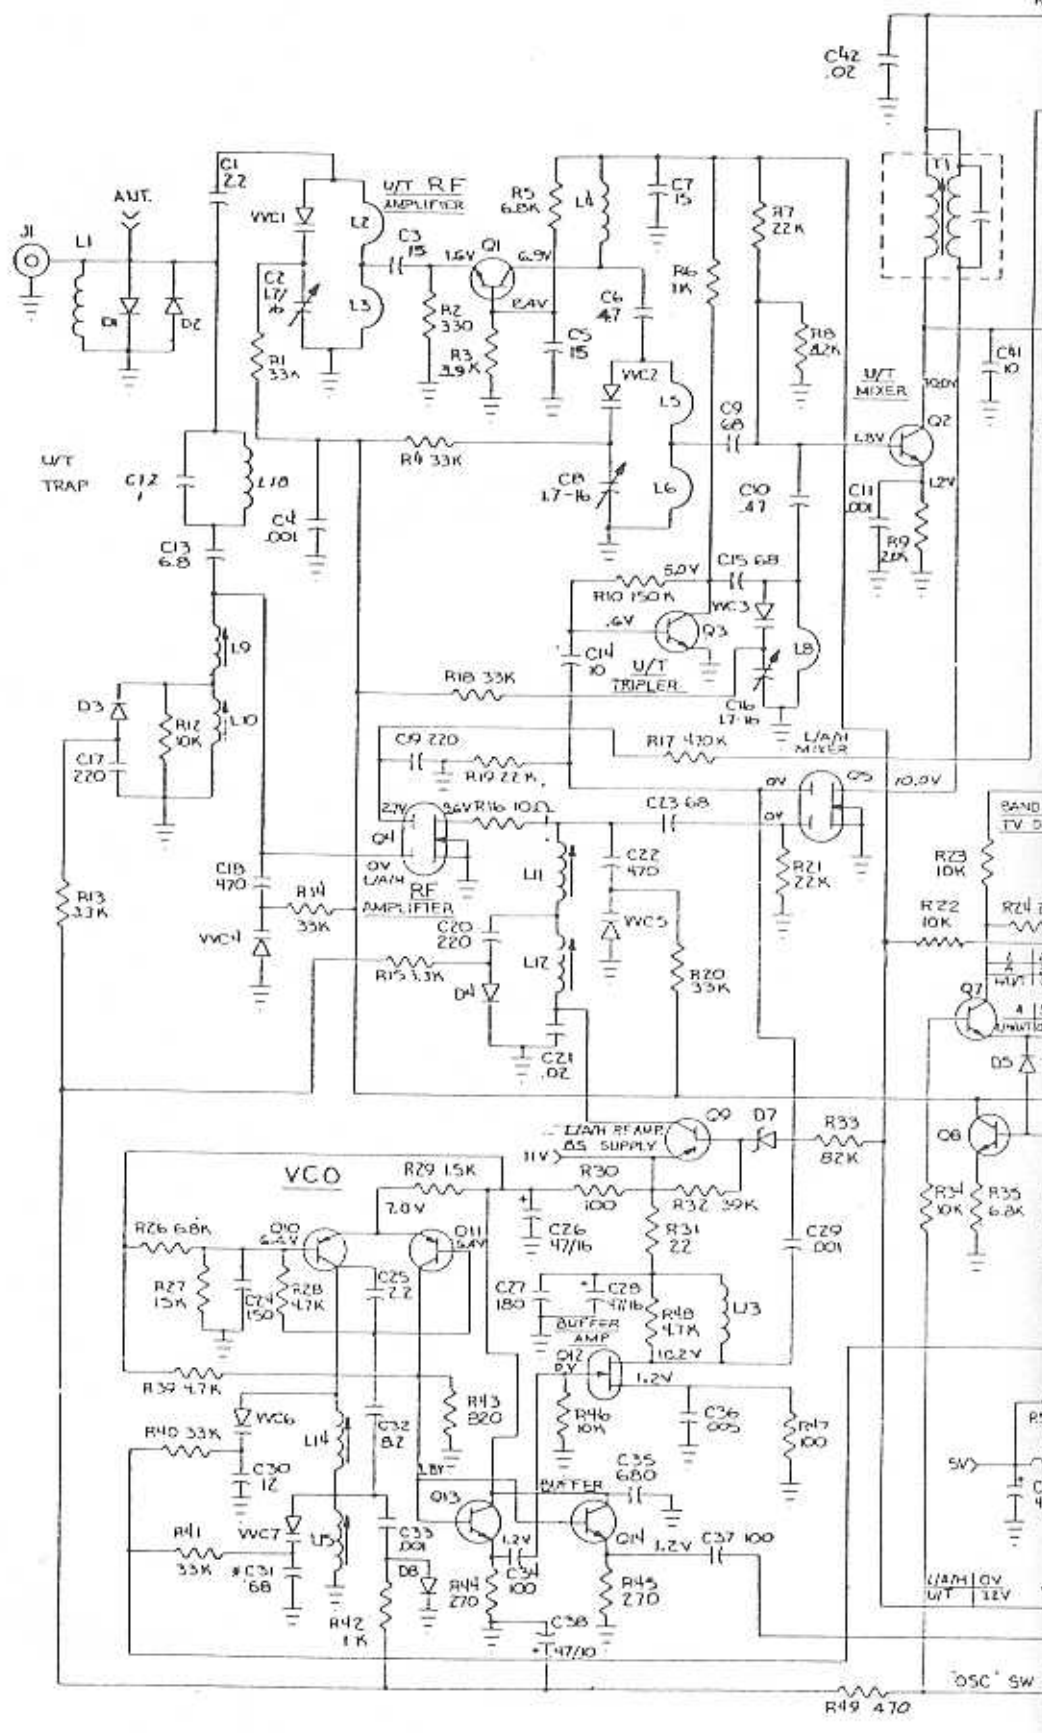 C42
.02
C1
2.2
ANT.
U/T RF
AMPLIFIER
T1
J1
L1
VVC1
L2
R5
6.8K
L4
C7
15
R7
22K
C3
15
1.6V
Q1
6.9V
C2
1.7/
16
R6
1K
D1
D2
L3
R2
330
2.4V
C6
4.7
R8
8.2K
R1
33K
R3
3.9K
C5
15
C41
10
VVC2
U/T
MIXER
10.0V
L5
C9
68
Q2
1.8V
U/T
TRAP
C12
1
L18
R4 33K
C8
1.7-16
L6
C10
.47
C11
.001
1.2V
C4
.001
R9
C13
6.8
5.0V
C15 68
R10 150K
VVC3
.6V
Q3
L8
L9
C14
10
U/T
TRIPLER
R18 33K
D3
R12
10K
L10
C16
1.7-16
L/A/H
MIXER
C17
220
C19 220
R17 470K
R19 22K
0V
Q5
10.0V
2.7V
9.6V
R16 10Ω
C23 68
0V
BAND
Q4
0V
L/A/H
RF
AMPLIFIER
L11
C22
470
R21
22K
R23
10K
R13
3.3K
C18
470
R14
33K
R22
10K
R24
VVC4
C20
220
VVC5
L12
R15 3.3K
D4
R20
33K
Q7
C21
.02
D5
L/A/H RF AMP/
BS SUPPLY
Q9
D7
R33
82K
Q8
11V
VCO
R29 1.5K
R30
100
R32 39K
R34
10K
R35
6.8K
7.0V
R26 6.8K
Q10
6.4V
Q11
6.4V
C26
47/16
R31
22
C29
.001
R27
15K
C24
150
R28
4.7K
C25
2.2
C27
180
C28
47/16
R48
4.7K
L13
BUFFER
AMP
Q12
0V
10.2V
1.2V
R39 4.7K
R43
820
VVC6
R40 33K
L14
C32
8.2
R46
10K
C36
.005
R47
100
C30
12
1.8V
C35
680
5V
Q13
BUFFER
R41
33K
VVC7
L15
C33
.001
1.2V
Q14
1.2V
C37 100
*C31
68
D8
C34
100
R44
270
R45
270
L/A/H 0V
U/T 12V
R42
1K
C38
.47/10
"OSC" SW
R49 470